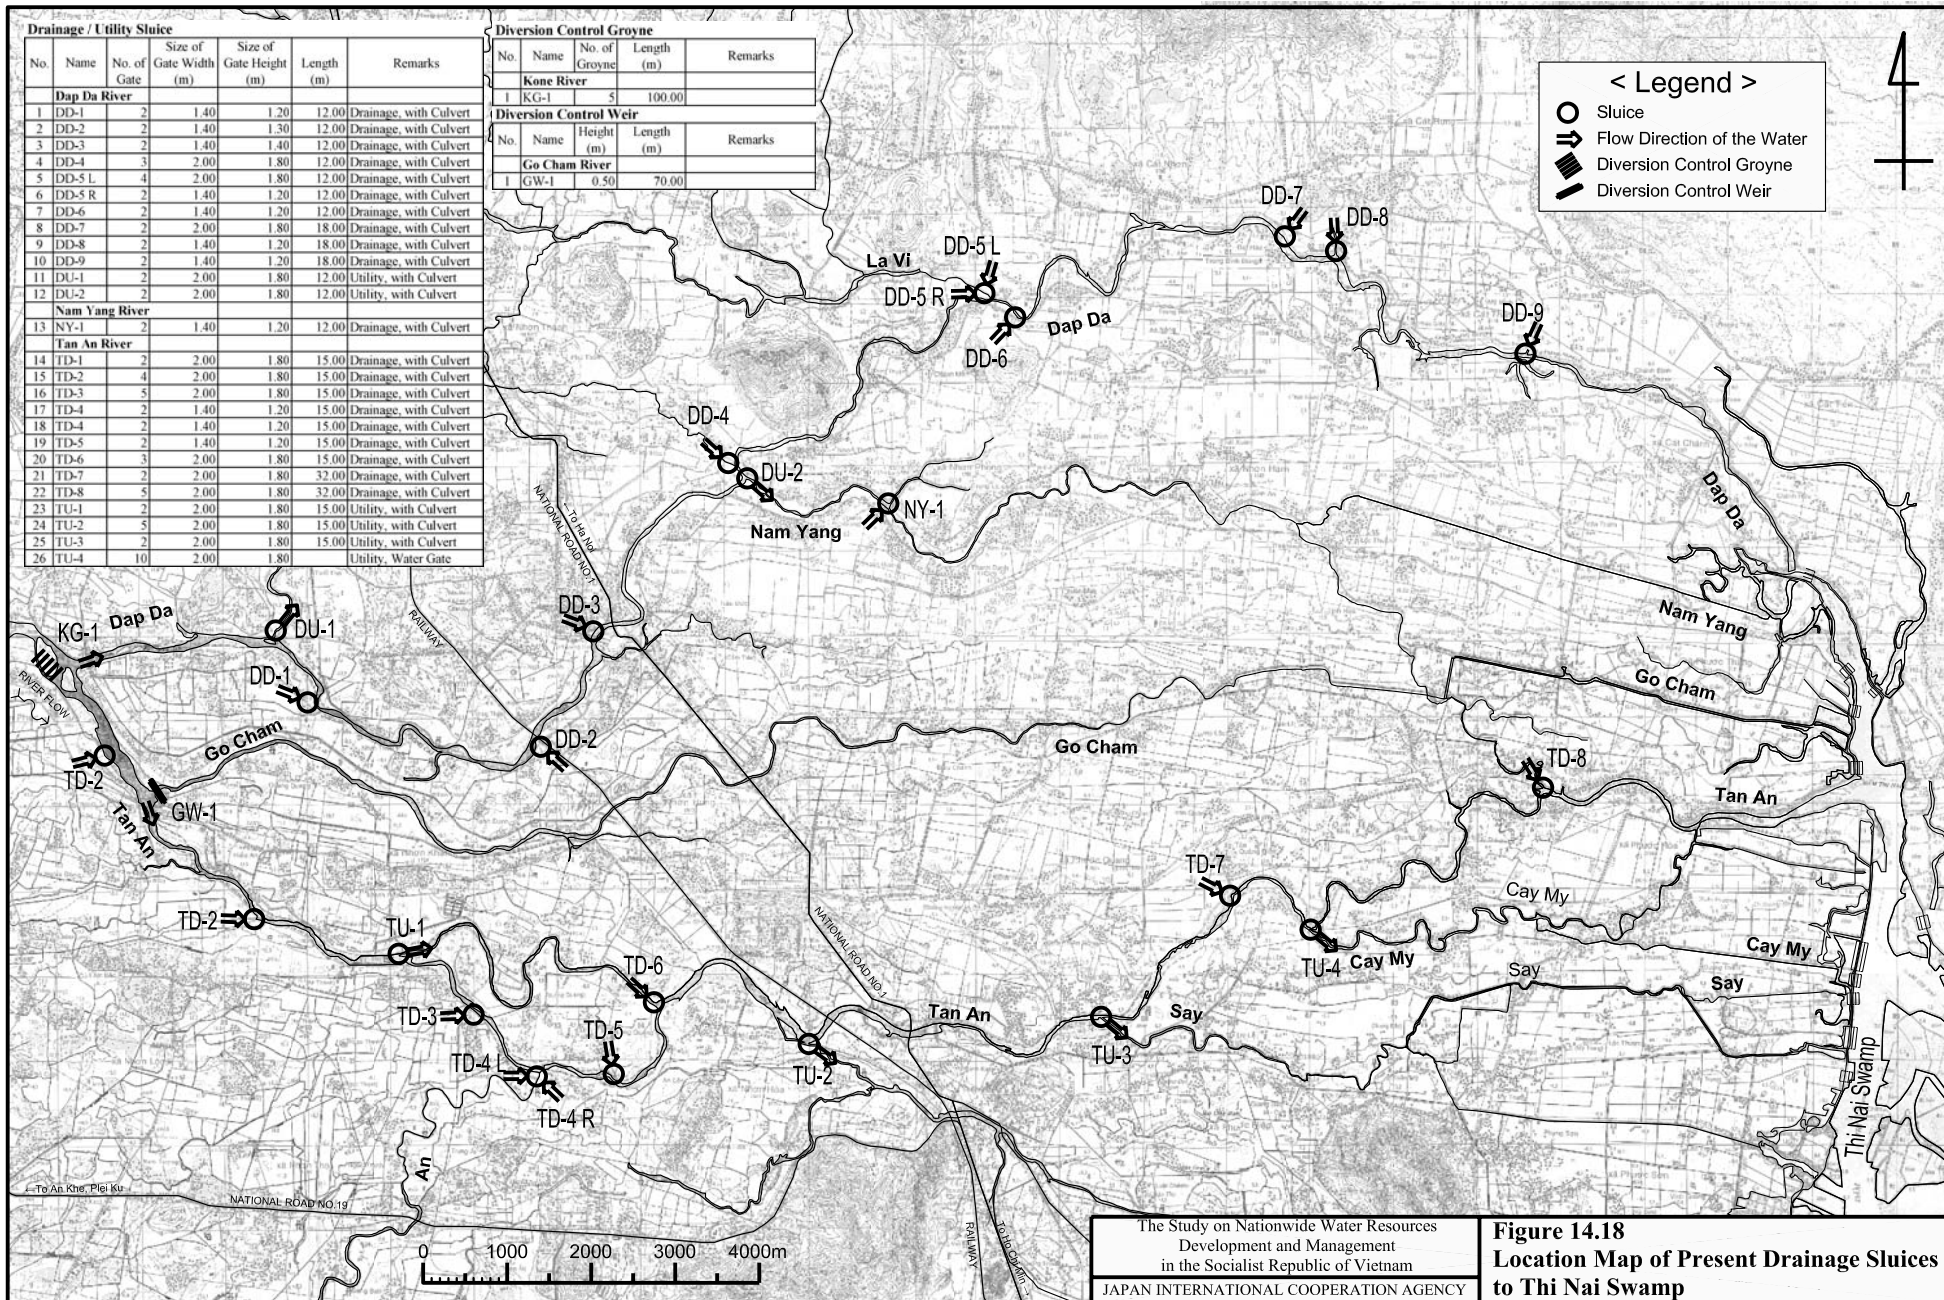 Drainage / Utility Sluice
No. Name No. of Gate Size of Gate Width (m) Size of Gate Height (m) Length (m) Remarks
Dap Da River
1 DD-1 2 1.40 1.20 12.00 Drainage, with Culvert
2 DD-2 2 1.40 1.30 12.00 Drainage, with Culvert
3 DD-3 2 1.40 1.40 12.00 Drainage, with Culvert
4 DD-4 3 2.00 1.80 12.00 Drainage, with Culvert
5 DD-5 L 4 2.00 1.80 12.00 Drainage, with Culvert
6 DD-5 R 2 1.40 1.20 12.00 Drainage, with Culvert
7 DD-6 2 1.40 1.20 12.00 Drainage, with Culvert
8 DD-7 2 2.00 1.80 18.00 Drainage, with Culvert
9 DD-8 2 1.40 1.20 18.00 Drainage, with Culvert
10 DD-9 2 1.40 1.20 18.00 Drainage, with Culvert
11 DU-1 2 2.00 1.80 12.00 Utility, with Culvert
12 DU-2 2 2.00 1.80 12.00 Utility, with Culvert
Nam Yang River
13 NY-1 2 1.40 1.20 12.00 Drainage, with Culvert
Tan An River
14 TD-1 2 2.00 1.80 15.00 Drainage, with Culvert
15 TD-2 4 2.00 1.80 15.00 Drainage, with Culvert
16 TD-3 5 2.00 1.80 15.00 Drainage, with Culvert
17 TD-4 2 1.40 1.20 15.00 Drainage, with Culvert
18 TD-4 2 1.40 1.20 15.00 Drainage, with Culvert
19 TD-5 2 1.40 1.20 15.00 Drainage, with Culvert
20 TD-6 3 2.00 1.80 15.00 Drainage, with Culvert
21 TD-7 2 2.00 1.80 32.00 Drainage, with Culvert
22 TD-8 5 2.00 1.80 32.00 Drainage, with Culvert
23 TU-1 2 2.00 1.80 15.00 Utility, with Culvert
24 TU-2 5 2.00 1.80 15.00 Utility, with Culvert
25 TU-3 2 2.00 1.80 15.00 Utility, with Culvert
26 TU-4 10 2.00 1.80 Utility, Water Gate
Diversion Control Groyne
No. Name No. of Groyne Length (m) Remarks
Kone River
1 KG-1 5 100.00
Diversion Control Weir
No. Name Height (m) Length (m) Remarks
Go Cham River
1 GW-1 0.50 70.00
< Legend >
Sluice
Flow Direction of the Water
Diversion Control Groyne
Diversion Control Weir
DD-7
DD-8
DD-5 L
La Vi
DD-5 R
Dap Da
DD-6
DD-9
DD-4
DU-2
NY-1
Nam Yang
Dap Da
←To Ha Noi
NATIONAL ROAD NO.1
RAILWAY
DD-3
Dap Da
KG-1
DU-1
RIVER FLOW
DD-1
Go Cham
DD-2
TD-2
GW-1
Tan An
Nam Yang
Go Cham
Go Cham
TD-8
Tan An
TD-7
Cay My
TU-4
Cay My
Cay My
Say
Say
TD-2
TU-1
TD-6
NATIONAL ROAD NO.1
TD-3
TD-5
TD-4 L
TD-4 R
TU-2
Tan An
Say
TU-3
Thi Nai Swamp
An
←To An Khe, Plei Ku
NATIONAL ROAD NO.19
RAILWAY
To Ho Chi Min→
0 1000 2000 3000 4000m
The Study on Nationwide Water Resources
Development and Management
in the Socialist Republic of Vietnam
JAPAN INTERNATIONAL COOPERATION AGENCY
Figure 14.18
Location Map of Present Drainage Sluices
to Thi Nai Swamp